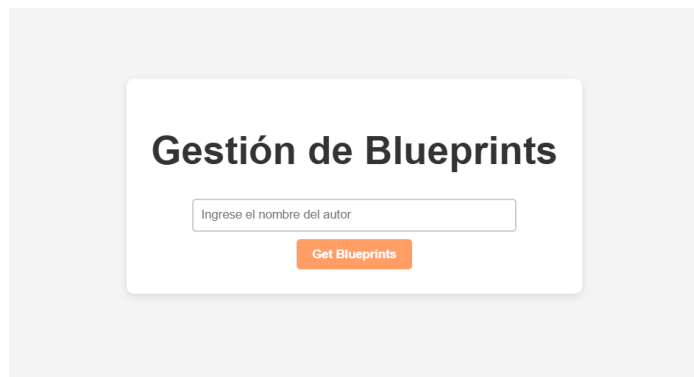 Gestión de Blueprints
Ingrese el nombre del autor
Get Blueprints